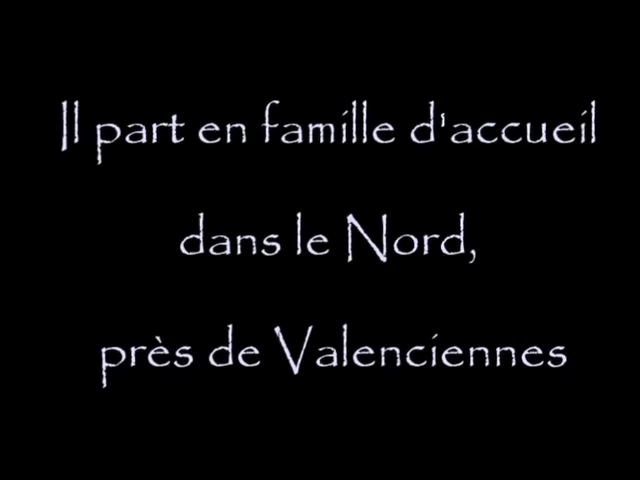 Il part en famille d'accueil
dans le Nord,
près de Valenciennes